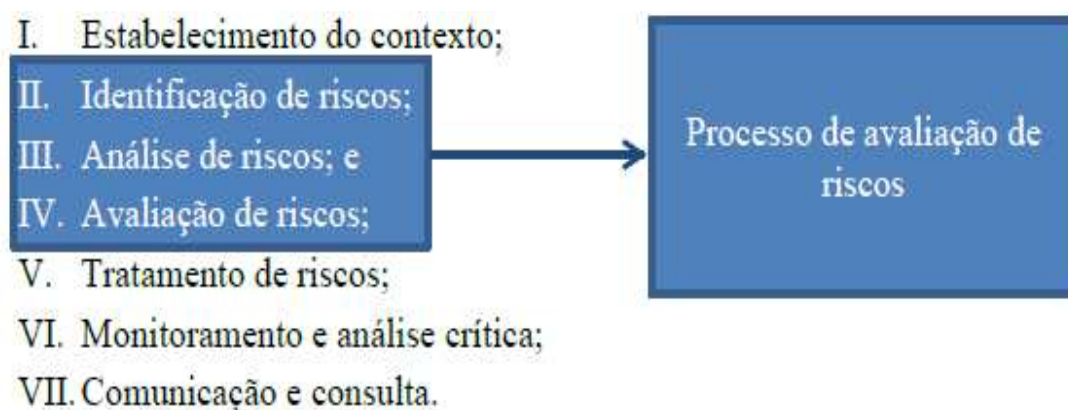 I. Estabelecimento do contexto;
II. Identificação de riscos;
III. Análise de riscos; e
IV. Avaliação de riscos;
V. Tratamento de riscos;
VI. Monitoramento e análise crítica;
VII. Comunicação e consulta.
Processo de avaliação de
riscos